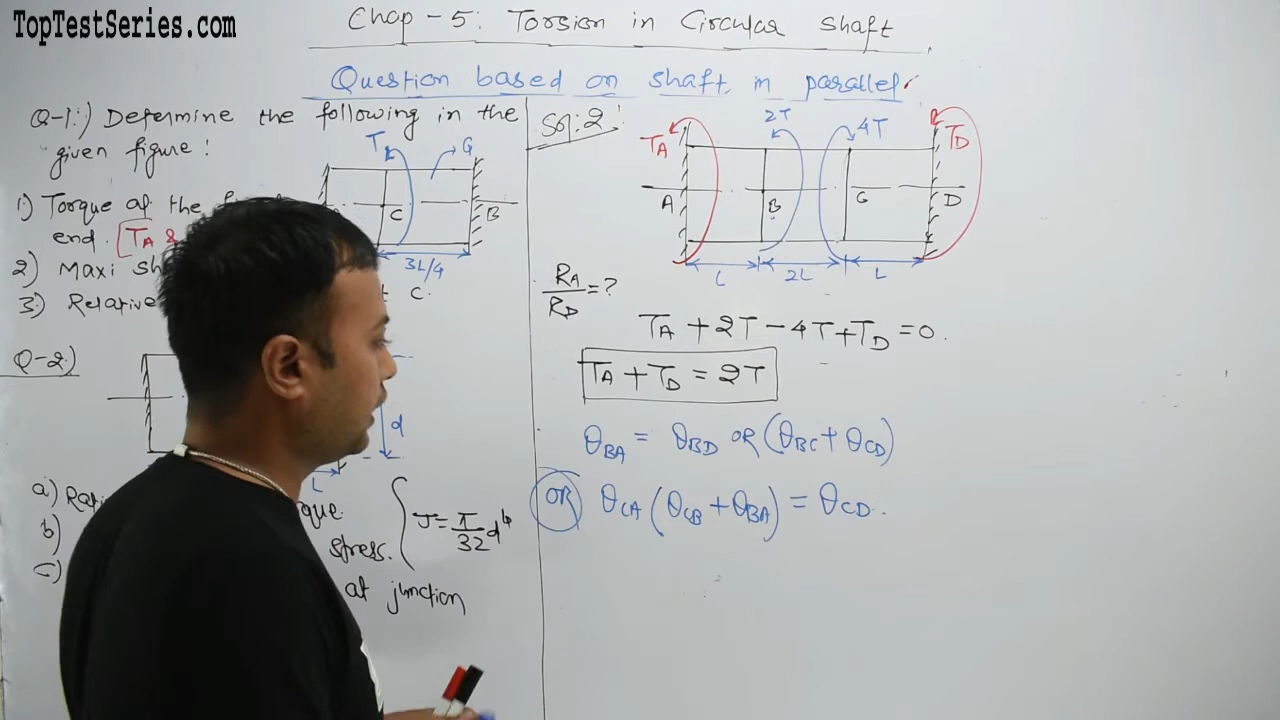 TopTestSeries.com
Chap - 5: Torsion in Circular shaft
Question based on shaft in parallel.
Q-1:) Determine the following in the
given figure:
T
G
C
B
3L/4
1) Torque at the
end. TA &
2) Maxi
3) Relative
C.
Q-2)
d
L
a)
que
b)
stress.
c)
at junction
J = π/32 d⁴
Sol:2:
TA
2T
4T
TD
A
B
C
D
L
2L
L
RA/RD = ?
TA + 2T - 4T + TD = 0.
TA + TD = 2T
θBA = θBD OR (θBC + θCD)
OR θCA (θCB + θBA) = θCD.